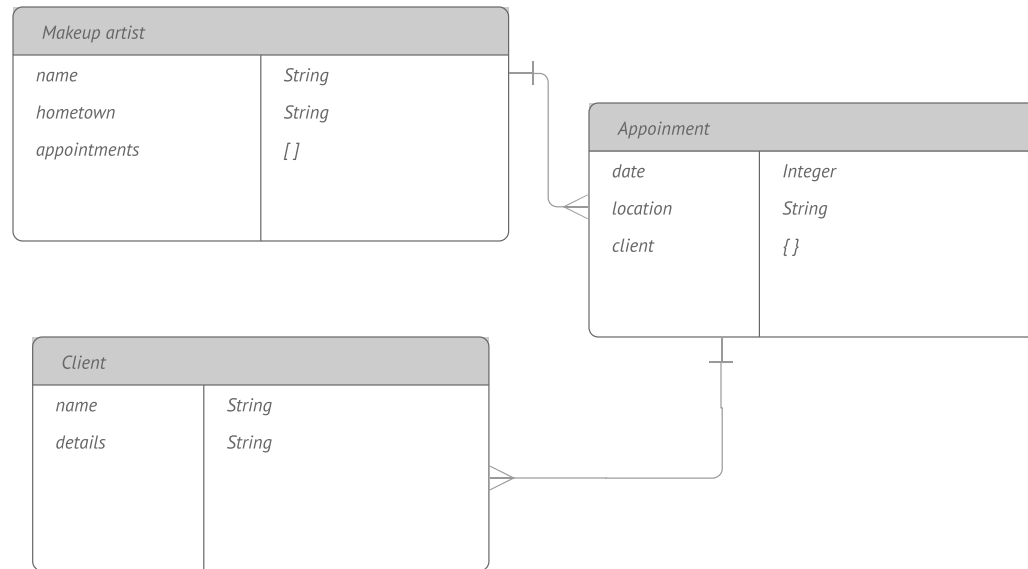 Makeup artist
name String
hometown String
appointments [ ]
Appoinment
date Integer
location String
client { }
Client
name String
details String